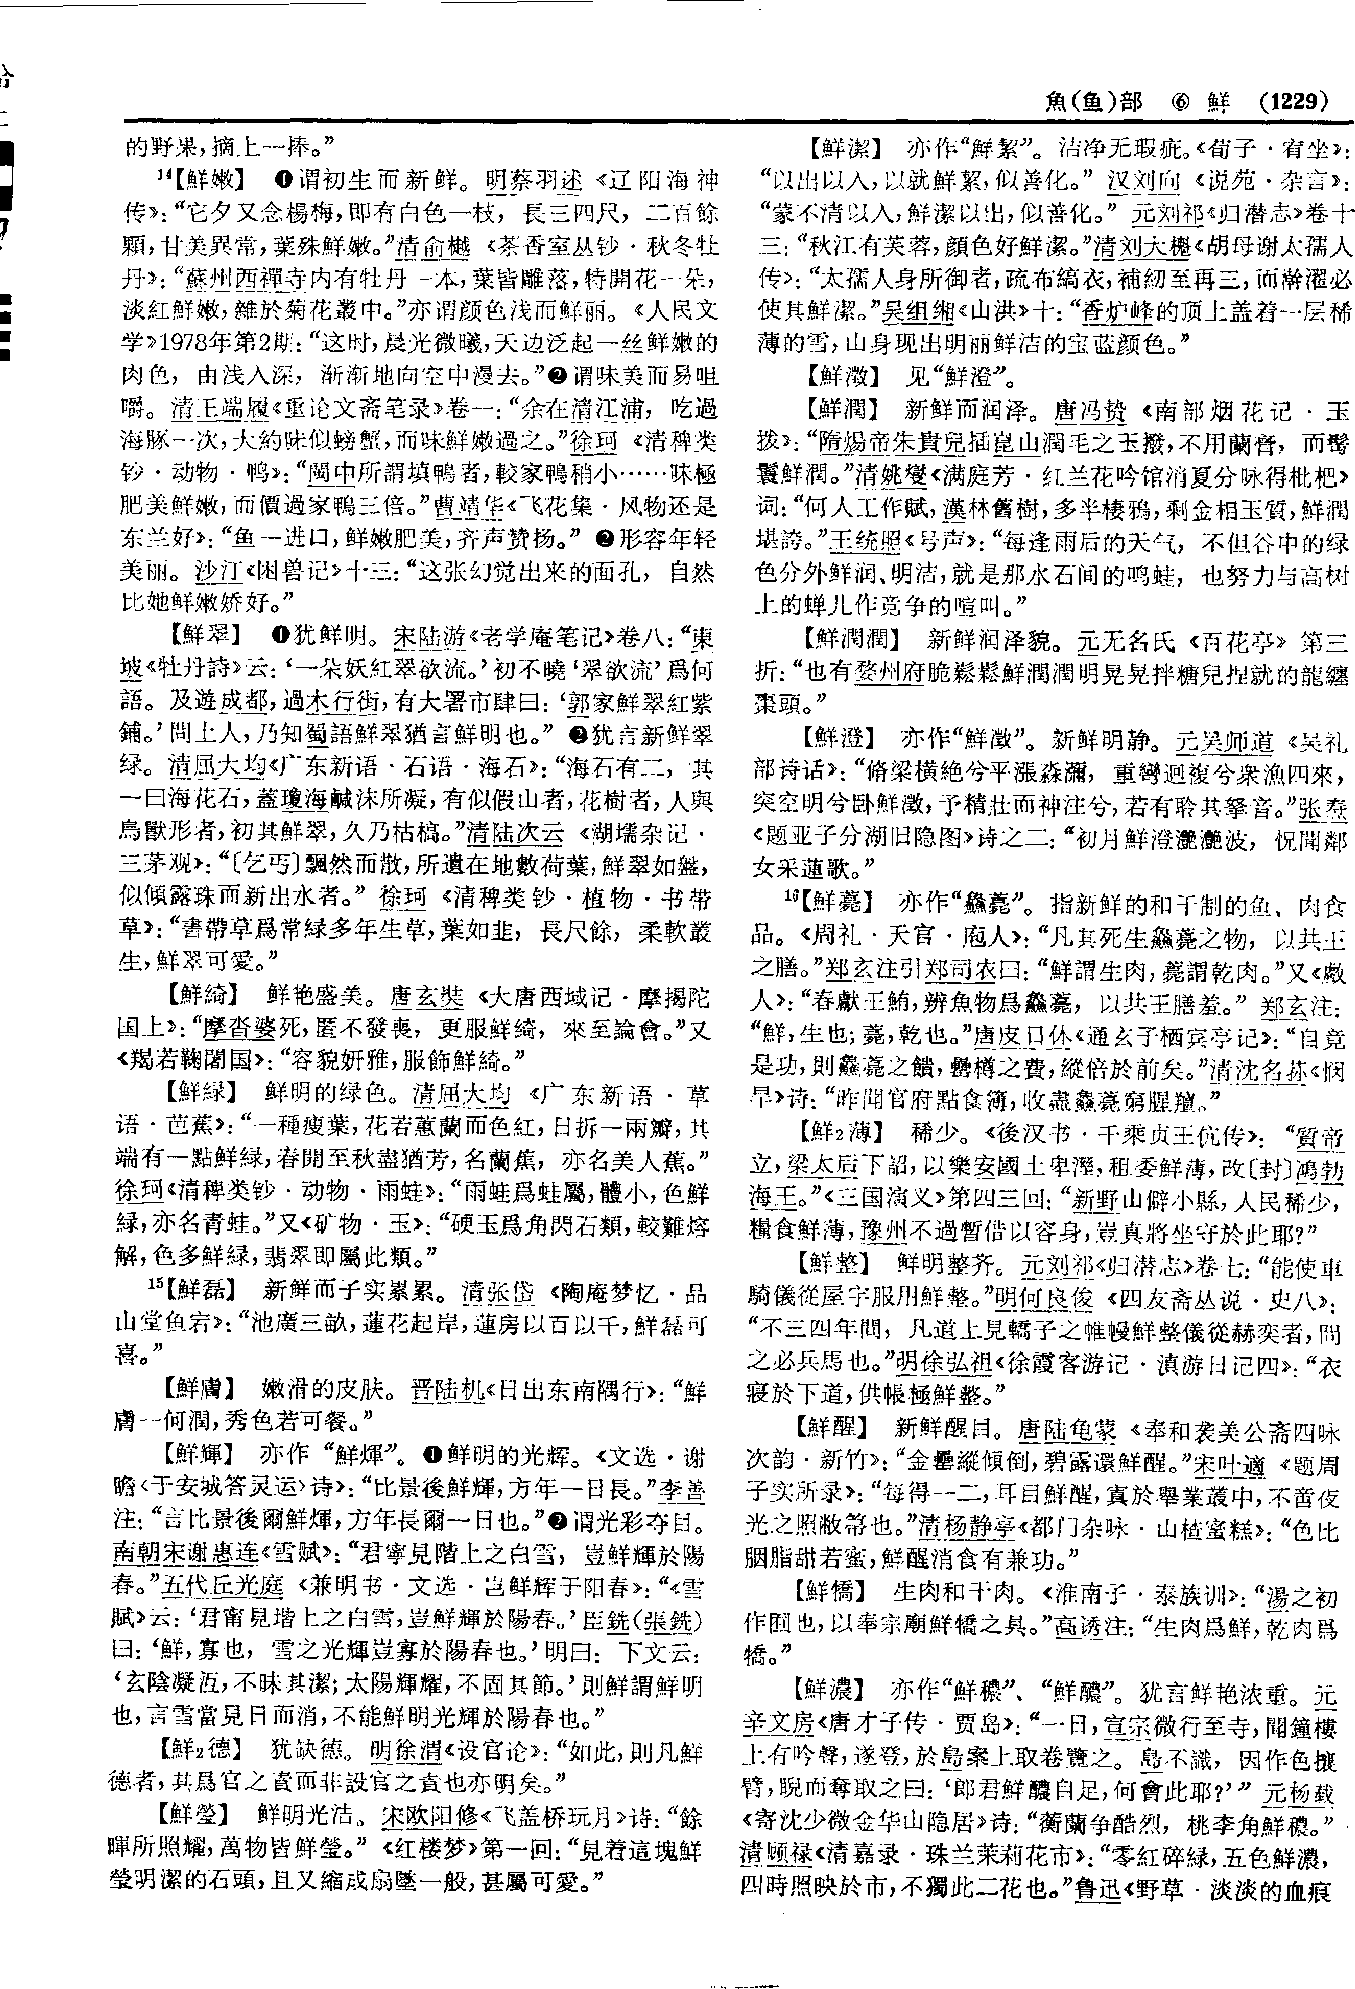 魚(鱼)部 ⑥ 鮮 (1229)
的野果,摘上一捧。”
14【鮮嫩】 ❶谓初生而新鲜。明蔡羽述《辽阳海神
传》:“它夕又念楊梅,即有白色一枝,長三四尺,二百餘
顆,甘美異常,葉殊鮮嫩。”清俞樾《茶香室丛钞·秋冬牡
丹》:“蘇州西禪寺内有牡丹一本,葉皆雕落,特開花一朵,
淡紅鮮嫩,雜於菊花叢中。”亦谓颜色浅而鲜丽。《人民文
学》1978年第2期:“这时,晨光微曦,天边泛起一丝鲜嫩的
肉色,由浅入深,渐渐地向空中漫去。”❷谓味美而易咀
嚼。清王端履《重论文斋笔录》卷一:“余在清江浦,吃過
海豚一次,大約味似螃蟹,而味鮮嫩過之。”徐珂《清稗类
钞·动物·鸭》:“閩中所謂填鴨者,較家鴨稍小……味極
肥美鮮嫩,而價過家鴨三倍。”曹靖华《飞花集·风物还是
东兰好》:“鱼一进口,鲜嫩肥美,齐声赞扬。”❷形容年轻
美丽。沙汀《困兽记》十三:“这张幻觉出来的面孔,自然
比她鲜嫩娇好。”
【鮮翠】 ❶犹鲜明。宋陆游《老学庵笔记》卷八:“東
坡《牡丹詩》云:‘一朵妖紅翠欲流。’初不曉‘翠欲流’爲何
語。及遊成都,過木行街,有大署市肆曰:‘郭家鮮翠紅紫
鋪。’問土人,乃知蜀語鮮翠猶言鮮明也。”❷犹言新鲜翠
绿。清屈大均《广东新语·石语·海石》:“海石有二,其
一曰海花石,蓋瓊海鹹沫所凝,有似假山者,花樹者,人與
鳥獸形者,初其鮮翠,久乃枯槁。”清陆次云《湖壖杂记·
三茅观》:“〔乞丐〕飄然而散,所遺在地數荷葉,鮮翠如盤,
似傾露珠而新出水者。”徐珂《清稗类钞·植物·书带
草》:“書帶草爲常緑多年生草,葉如韭,長尺餘,柔軟叢
生,鮮翠可愛。”
【鮮綺】 鲜艳盛美。唐玄奘《大唐西域记·摩揭陀
国上》:“摩沓婆死,匿不發喪,更服鮮綺,來至論會。”又
《羯若鞠阇国》:“容貌妍雅,服飾鮮綺。”
【鮮緑】 鲜明的绿色。清屈大均《广东新语·草
语·芭蕉》:“一種瘦葉,花若蕙蘭而色紅,日拆一兩瓣,其
端有一點鮮緑,春開至秋盡猶芳,名蘭蕉,亦名美人蕉。”
徐珂《清稗类钞·动物·雨蛙》:“雨蛙爲蛙屬,體小,色鮮
緑,亦名青蛙。”又《矿物·玉》:“硬玉爲角閃石類,較難熔
解,色多鮮緑,翡翠即屬此類。”
15【鮮磊】 新鲜而子实累累。清张岱《陶庵梦忆·品
山堂鱼宕》:“池廣三畝,蓮花起岸,蓮房以百以千,鮮磊可
喜。”
【鮮膚】 嫩滑的皮肤。晋陆机《日出东南隅行》:“鮮
膚一何潤,秀色若可餐。”
【鮮輝】 亦作“鮮煇”。❶鲜明的光辉。《文选·谢
瞻〈于安城答灵运〉诗》:“比景後鮮輝,方年一日長。”李善
注:“言比景後爾鮮輝,方年長爾一日也。”❷谓光彩夺目。
南朝宋谢惠连《雪赋》:“君寧見階上之白雪,豈鮮輝於陽
春。”五代丘光庭《兼明书·文选·岂鲜辉于阳春》:“《雪
賦》云:‘君甯見堦上之白雪,豈鮮輝於陽春。’臣銑(張銑)
曰:‘鮮,寡也,雪之光輝豈寡於陽春也。’明曰:下文云:
‘玄陰凝沍,不昧其潔;太陽輝耀,不固其節。’則鮮謂鮮明
也,言雪當見日而消,不能鮮明光輝於陽春也。”
【鮮2德】 犹缺德。明徐渭《设官论》:“如此,則凡鮮
德者,其爲官之責而非設官之責也亦明矣。”
【鮮瑩】 鲜明光洁。宋欧阳修《飞盖桥玩月》诗:“餘
暉所照耀,萬物皆鮮瑩。”《红楼梦》第一回:“見着這塊鮮
瑩明潔的石頭,且又縮成扇墜一般,甚屬可愛。”
【鮮潔】 亦作“鮮絜”。洁净无瑕疵。《荀子·宥坐》:
“以出以入,以就鮮絜,似善化。”汉刘向《说苑·杂言》:
“蒙不清以入,鮮潔以出,似善化。”元刘祁《归潜志》卷十
三:“秋江有芙蓉,顔色好鮮潔。”清刘大櫆《胡母谢太孺人
传》:“太孺人身所御者,疏布縞衣,補紉至再三,而澣濯必
使其鮮潔。”吴组缃《山洪》十:“香炉峰的顶上盖着一层稀
薄的雪,山身现出明丽鲜洁的宝蓝颜色。”
【鮮澂】 见“鮮澄”。
【鮮潤】 新鲜而润泽。唐冯贽《南部烟花记·玉
拨》:“隋煬帝朱貴兒插崑山潤毛之玉撥,不用蘭膏,而鬢
鬟鮮潤。”清姚燮《满庭芳·红兰花吟馆消夏分咏得枇杷》
词:“何人工作賦,漢林舊樹,多半棲鴉,剩金相玉質,鮮潤
堪誇。”王统照《号声》:“每逢雨后的天气,不但谷中的绿
色分外鲜润、明洁,就是那水石间的鸣蛙,也努力与高树
上的蝉儿作竞争的喧叫。”
【鮮潤潤】 新鲜润泽貌。元无名氏《百花亭》第三
折:“也有婺州府脆鬆鬆鮮潤潤明晃晃拌糖兒捏就的龍纏
棗頭。”
【鮮澄】 亦作“鮮澂”。新鲜明静。元吴师道《吴礼
部诗话》:“脩梁横絶兮平漲淼瀰,重彎迴複兮衆漁四來,
突空明兮卧鮮澂,予精壯而神注兮,若有聆其拏音。”张焘
《题亚子分湖旧隐图》诗之二:“初月鮮澄灔灔波,怳聞鄰
女采蓮歌。”
16【鮮薧】 亦作“鱻薧”。指新鲜的和干制的鱼、肉食
品。《周礼·天官·庖人》:“凡其死生鱻薧之物,以共王
之膳。”郑玄注引郑司农曰:“鮮謂生肉,薧謂乾肉。”又《䱷
人》:“春獻王鮪,辨魚物爲鱻薧,以共王膳羞。”郑玄注:
“鮮,生也;薧,乾也。”唐皮日休《通玄子栖宾亭记》:“自竟
是功,則鱻薧之饋,罍樽之費,縱倍於前矣。”清沈名荪《悯
旱》诗:“昨聞官府點食簿,收盡鱻薧窮腥羶。”
【鮮2薄】 稀少。《後汉书·千乘贞王伉传》:“質帝
立,梁太后下詔,以樂安國土卑溼,租委鮮薄,改〔封〕鴻勃
海王。”《三国演义》第四三回:“新野山僻小縣,人民稀少,
糧食鮮薄,豫州不過暫借以容身,豈真將坐守於此耶?”
【鮮整】 鲜明整齐。元刘祁《归潜志》卷七:“能使車
騎儀從屋宇服用鮮整。”明何良俊《四友斋丛说·史八》:
“不三四年間,凡道上見轎子之帷幔鮮整儀從赫奕者,問
之必兵馬也。”明徐弘祖《徐霞客游记·滇游日记四》:“衣
寢於下道,供帳極鮮整。”
【鮮醒】 新鲜醒目。唐陆龟蒙《奉和袭美公斋四咏
次韵·新竹》:“金罍縱傾倒,碧露還鮮醒。”宋叶適《题周
子实所录》:“每得一二,耳目鮮醒,真於舉業叢中,不啻夜
光之照敝帚也。”清杨静亭《都门杂咏·山楂蜜糕》:“色比
胭脂甜若蜜,鮮醒消食有兼功。”
【鮮㸁】 生肉和干肉。《淮南子·泰族训》:“湯之初
作囿也,以奉宗廟鮮㸁之具。”高诱注:“生肉爲鮮,乾肉爲
㸁。”
【鮮濃】 亦作“鮮穠”、“鮮醲”。犹言鲜艳浓重。元
辛文房《唐才子传·贾岛》:“一日,宣宗微行至寺,聞鐘樓
上有吟聲,遂登,於島案上取卷覽之。島不識,因作色攘
臂,睨而奪取之曰:‘郎君鮮醲自足,何會此耶?’”元杨载
《寄沈少微金华山隐居》诗:“蘅蘭争酷烈,桃李角鮮穠。”
清顾禄《清嘉录·珠兰茉莉花市》:“零紅碎緑,五色鮮濃,
四時照映於市,不獨此二花也。”鲁迅《野草·淡淡的血痕